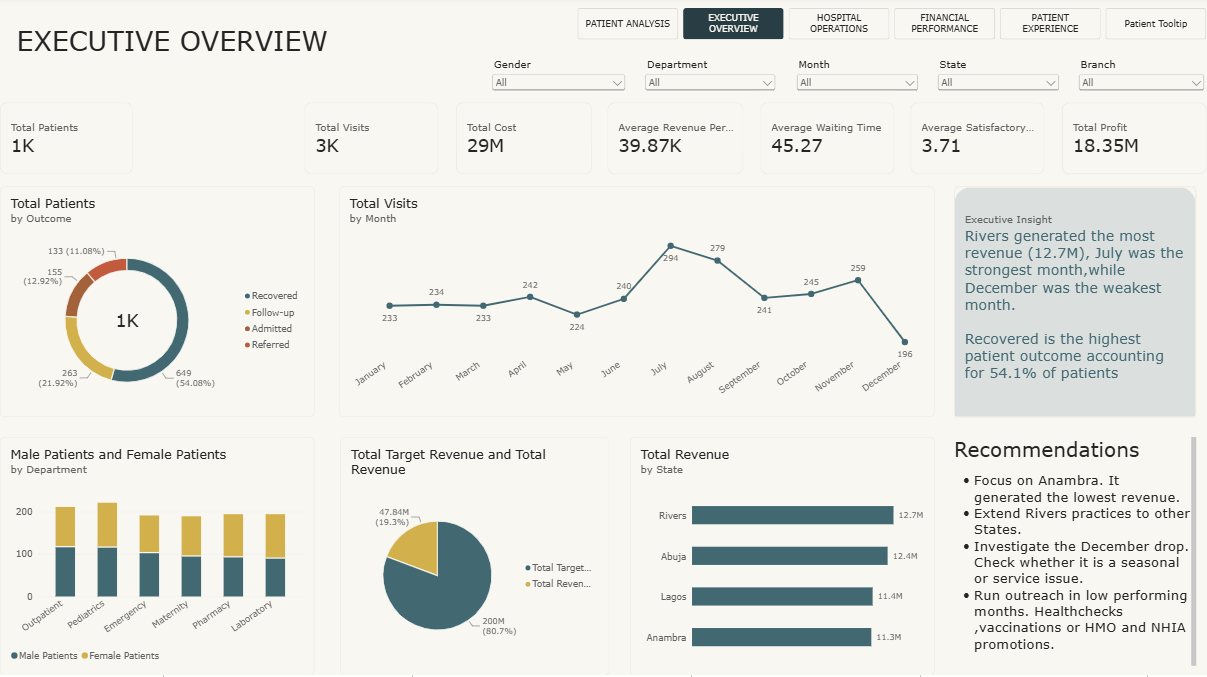 EXECUTIVE OVERVIEW
PATIENT ANALYSIS
EXECUTIVE
OVERVIEW
HOSPITAL
OPERATIONS
FINANCIAL
PERFORMANCE
PATIENT
EXPERIENCE
Patient Tooltip
Gender
All
Department
All
Month
All
State
All
Branch
All
Total Patients
1K
Total Visits
3K
Total Cost
29M
Average Revenue Per...
39.87K
Average Waiting Time
45.27
Average Satisfactory...
3.71
Total Profit
18.35M
Total Patients
by Outcome
133 (11.08%)
155
(12.92%)
263
(21.92%)
649
(54.08%)
1K
Recovered
Follow-up
Admitted
Referred
Total Visits
by Month
233
234
233
242
224
240
294
279
241
245
259
196
January
February
March
April
May
June
July
August
September
October
November
December
Executive Insight
Rivers generated the most
revenue (12.7M), July was the
strongest month,while
December was the weakest
month.
Recovered is the highest
patient outcome accounting
for 54.1% of patients
Male Patients and Female Patients
by Department
200
100
0
Outpatient
Pediatrics
Emergency
Maternity
Pharmacy
Laboratory
Male Patients
Female Patients
Total Target Revenue and Total
Revenue
47.84M
(19.3%)
200M
(80.7%)
Total Target...
Total Reven...
Total Revenue
by State
Rivers
12.7M
Abuja
12.4M
Lagos
11.4M
Anambra
11.3M
Recommendations
• Focus on Anambra. It
generated the lowest revenue.
• Extend Rivers practices to other
States.
• Investigate the December drop.
Check whether it is a seasonal
or service issue.
• Run outreach in low performing
months. Healthchecks
,vaccinations or HMO and NHIA
promotions.